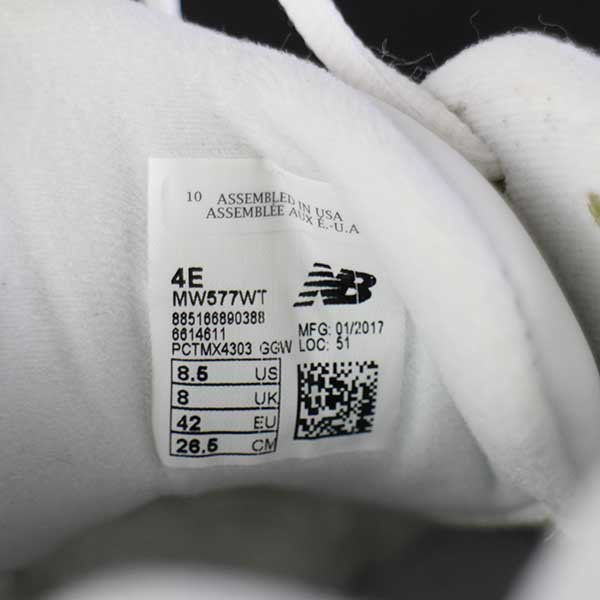 10 ASSEMBLED IN USA
ASSEMBLÉE AUX É.-U.A
4E
MW577WT
885166890388
6614611
PCTMX4303 GGW
NB
MFG: 01/2017
LOC: 51
8.5 US
8 UK
42 EU
26.5 CM